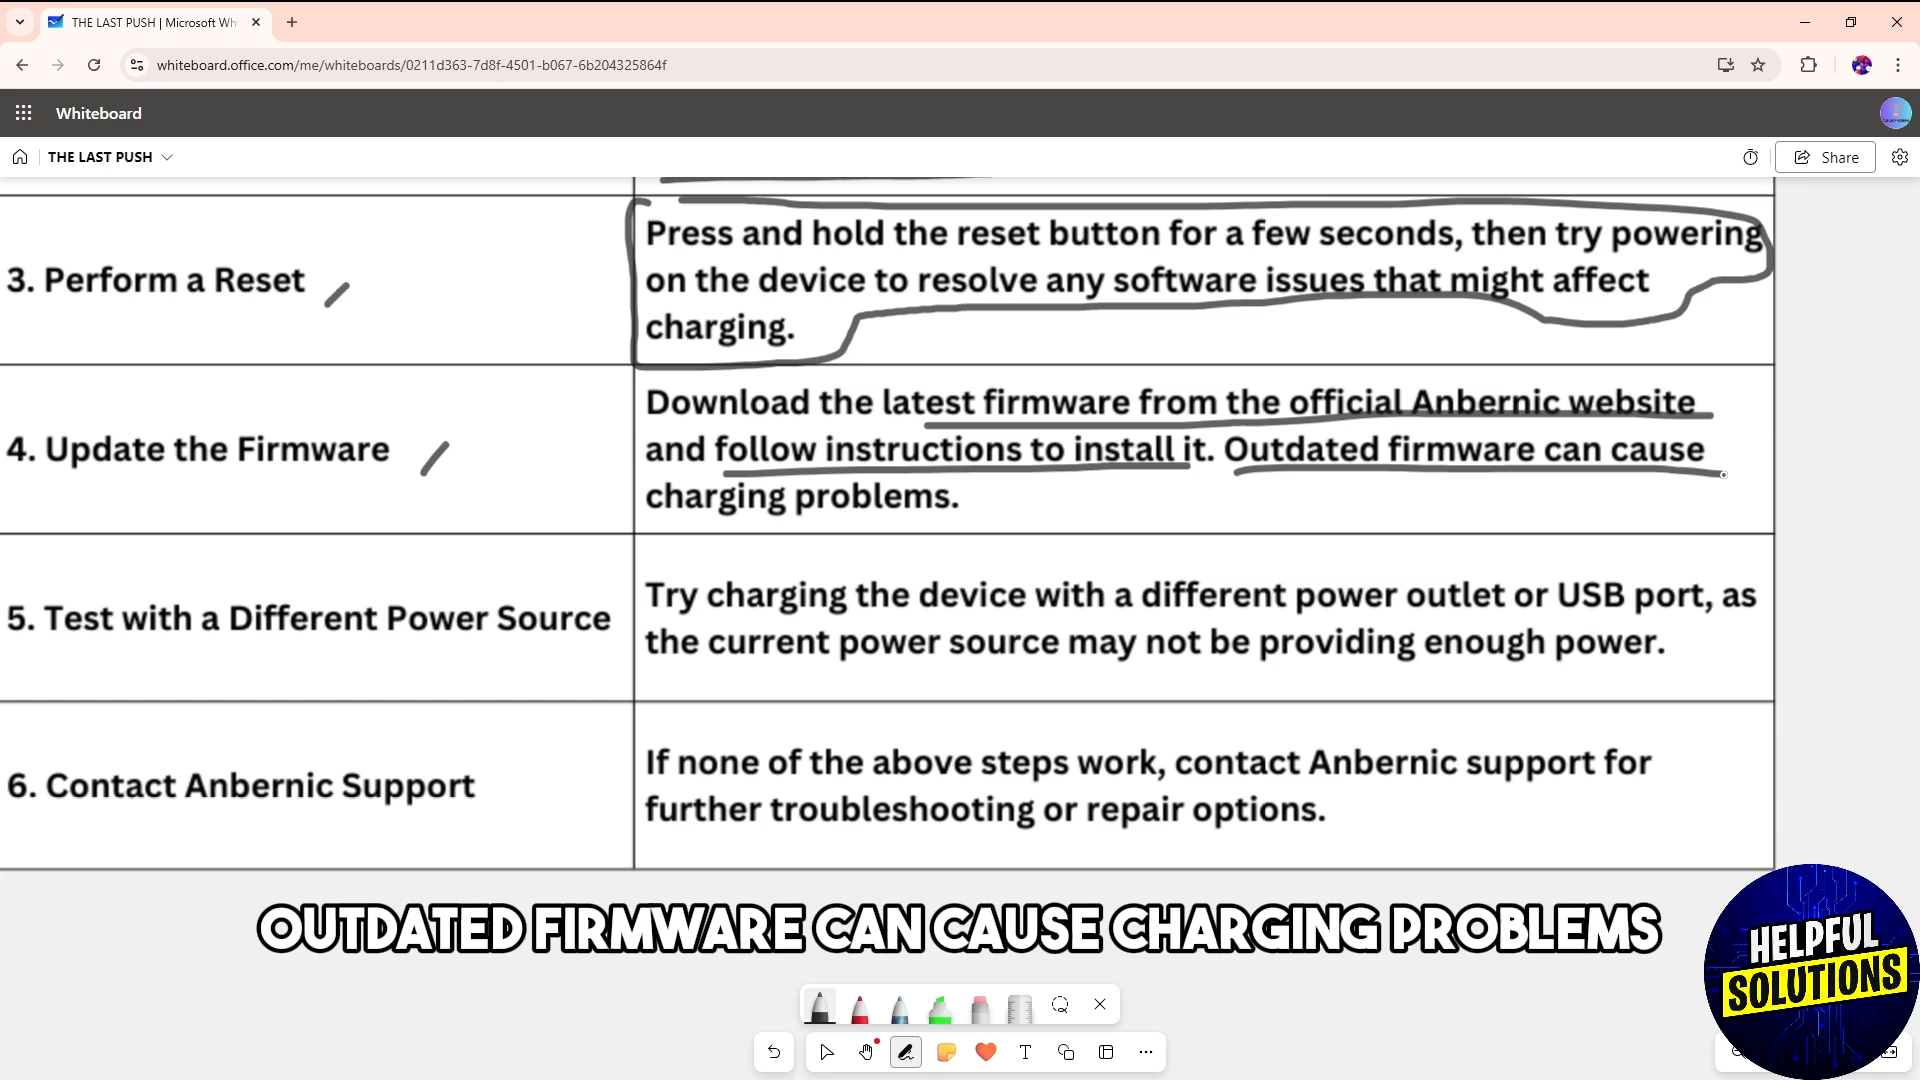 THE LAST PUSH | Microsoft Wh
whiteboard.office.com/me/whiteboards/0211d363-7d8f-4501-b067-6b204325864f
Whiteboard
THE LAST PUSH
Share
3. Perform a Reset
Press and hold the reset button for a few seconds, then try powering
on the device to resolve any software issues that might affect
charging.
4. Update the Firmware
Download the latest firmware from the official Anbernic website
and follow instructions to install it. Outdated firmware can cause
charging problems.
5. Test with a Different Power Source
Try charging the device with a different power outlet or USB port, as
the current power source may not be providing enough power.
6. Contact Anbernic Support
If none of the above steps work, contact Anbernic support for
further troubleshooting or repair options.
OUTDATED FIRMWARE CAN CAUSE CHARGING PROBLEMS
HELPFUL
SOLUTIONS